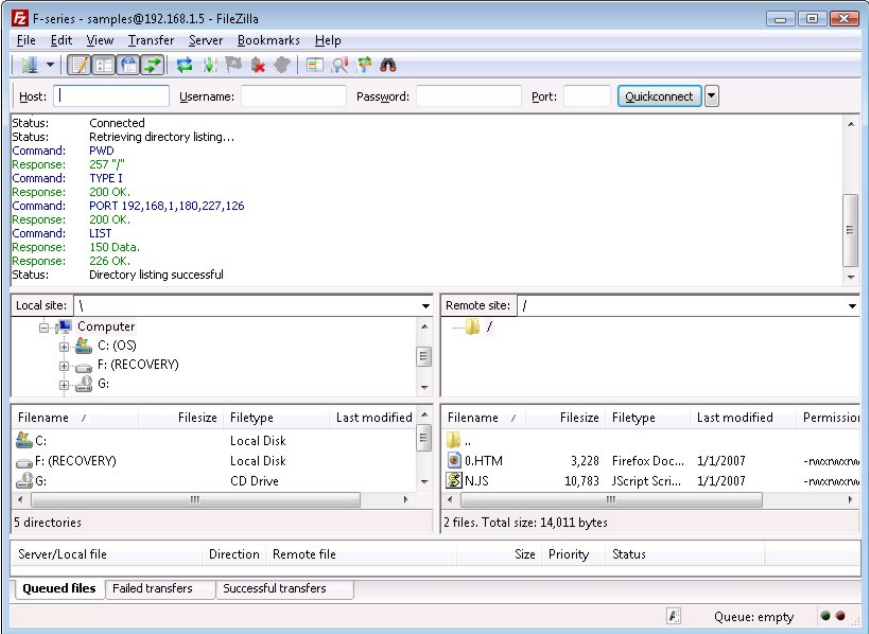 F-series - samples@192.168.1.5 - FileZilla
File Edit View Transfer Server Bookmarks Help
Host: Username: Password: Port: Quickconnect
Status: Connected
Status: Retrieving directory listing...
Command: PWD
Response: 257 "/"
Command: TYPE I
Response: 200 OK.
Command: PORT 192,168,1,180,227,126
Response: 200 OK.
Command: LIST
Response: 150 Data.
Response: 226 OK.
Status: Directory listing successful
Local site: \
Remote site: /
Computer
C: (OS)
F: (RECOVERY)
G:
/
Filename / Filesize Filetype Last modified
C: Local Disk
F: (RECOVERY) Local Disk
G: CD Drive
5 directories
Filename / Filesize Filetype Last modified Permission
..
0.HTM 3,228 Firefox Doc... 1/1/2007 -rwxrwxrw
N.JS 10,783 JScript Scri... 1/1/2007 -rwxrwxrw
2 files. Total size: 14,011 bytes
Server/Local file Direction Remote file Size Priority Status
Queued files Failed transfers Successful transfers
Queue: empty